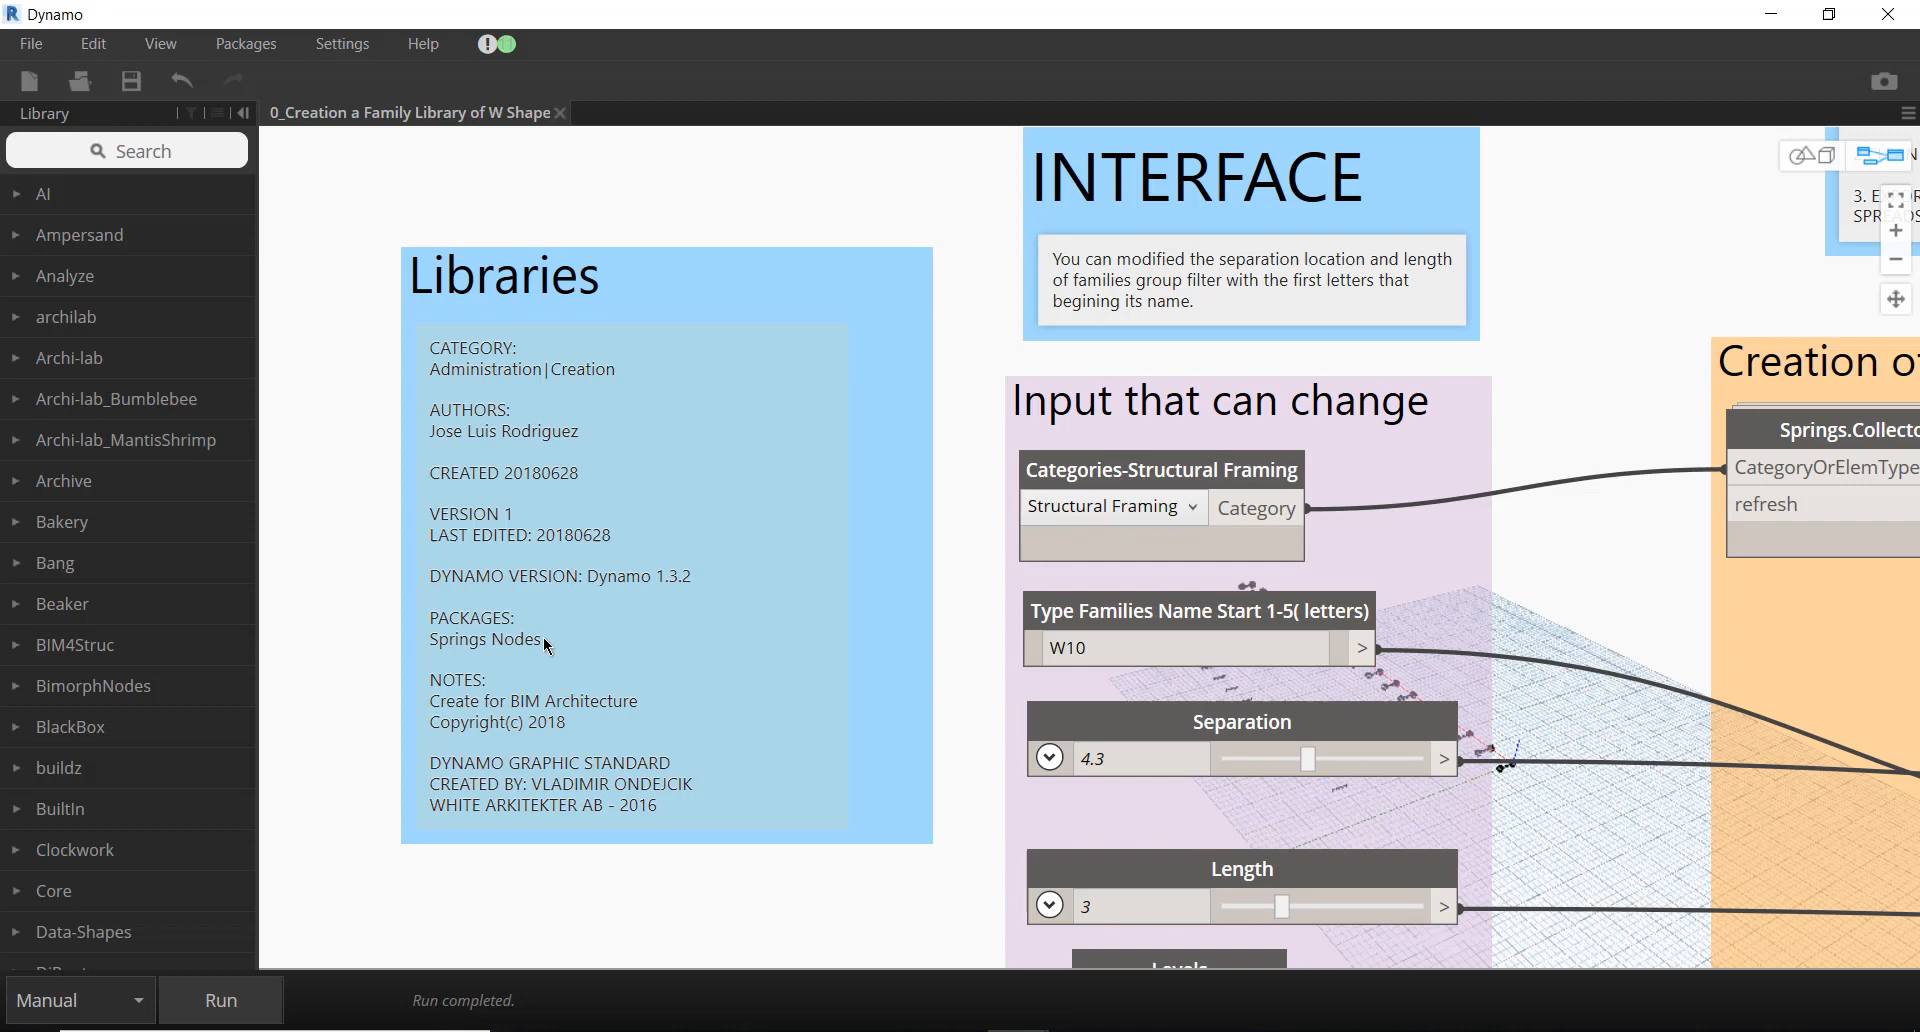 Dynamo
File Edit View Packages Settings Help
Library
0_Creation a Family Library of W Shape
Search
AI
Ampersand
Analyze
archilab
Archi-lab
Archi-lab_Bumblebee
Archi-lab_MantisShrimp
Archive
Bakery
Bang
Beaker
BIM4Struc
BimorphNodes
BlackBox
buildz
BuiltIn
Clockwork
Core
Data-Shapes
Libraries
CATEGORY:
Administration|Creation
AUTHORS:
Jose Luis Rodriguez
CREATED 20180628
VERSION 1
LAST EDITED: 20180628
DYNAMO VERSION: Dynamo 1.3.2
PACKAGES:
Springs Nodes
NOTES:
Create for BIM Architecture
Copyright(c) 2018
DYNAMO GRAPHIC STANDARD
CREATED BY: VLADIMIR ONDEJCIK
WHITE ARKITEKTER AB - 2016
INTERFACE
You can modified the separation location and length
of families group filter with the first letters that
begining its name.
Input that can change
Categories-Structural Framing
Structural Framing Category
Type Families Name Start 1-5( letters)
W10 >
Separation
4.3 >
Length
3 >
Levels
3. E
SPREADS
Creation o
Springs.Collecto
CategoryOrElemType
refresh
Manual Run Run completed.